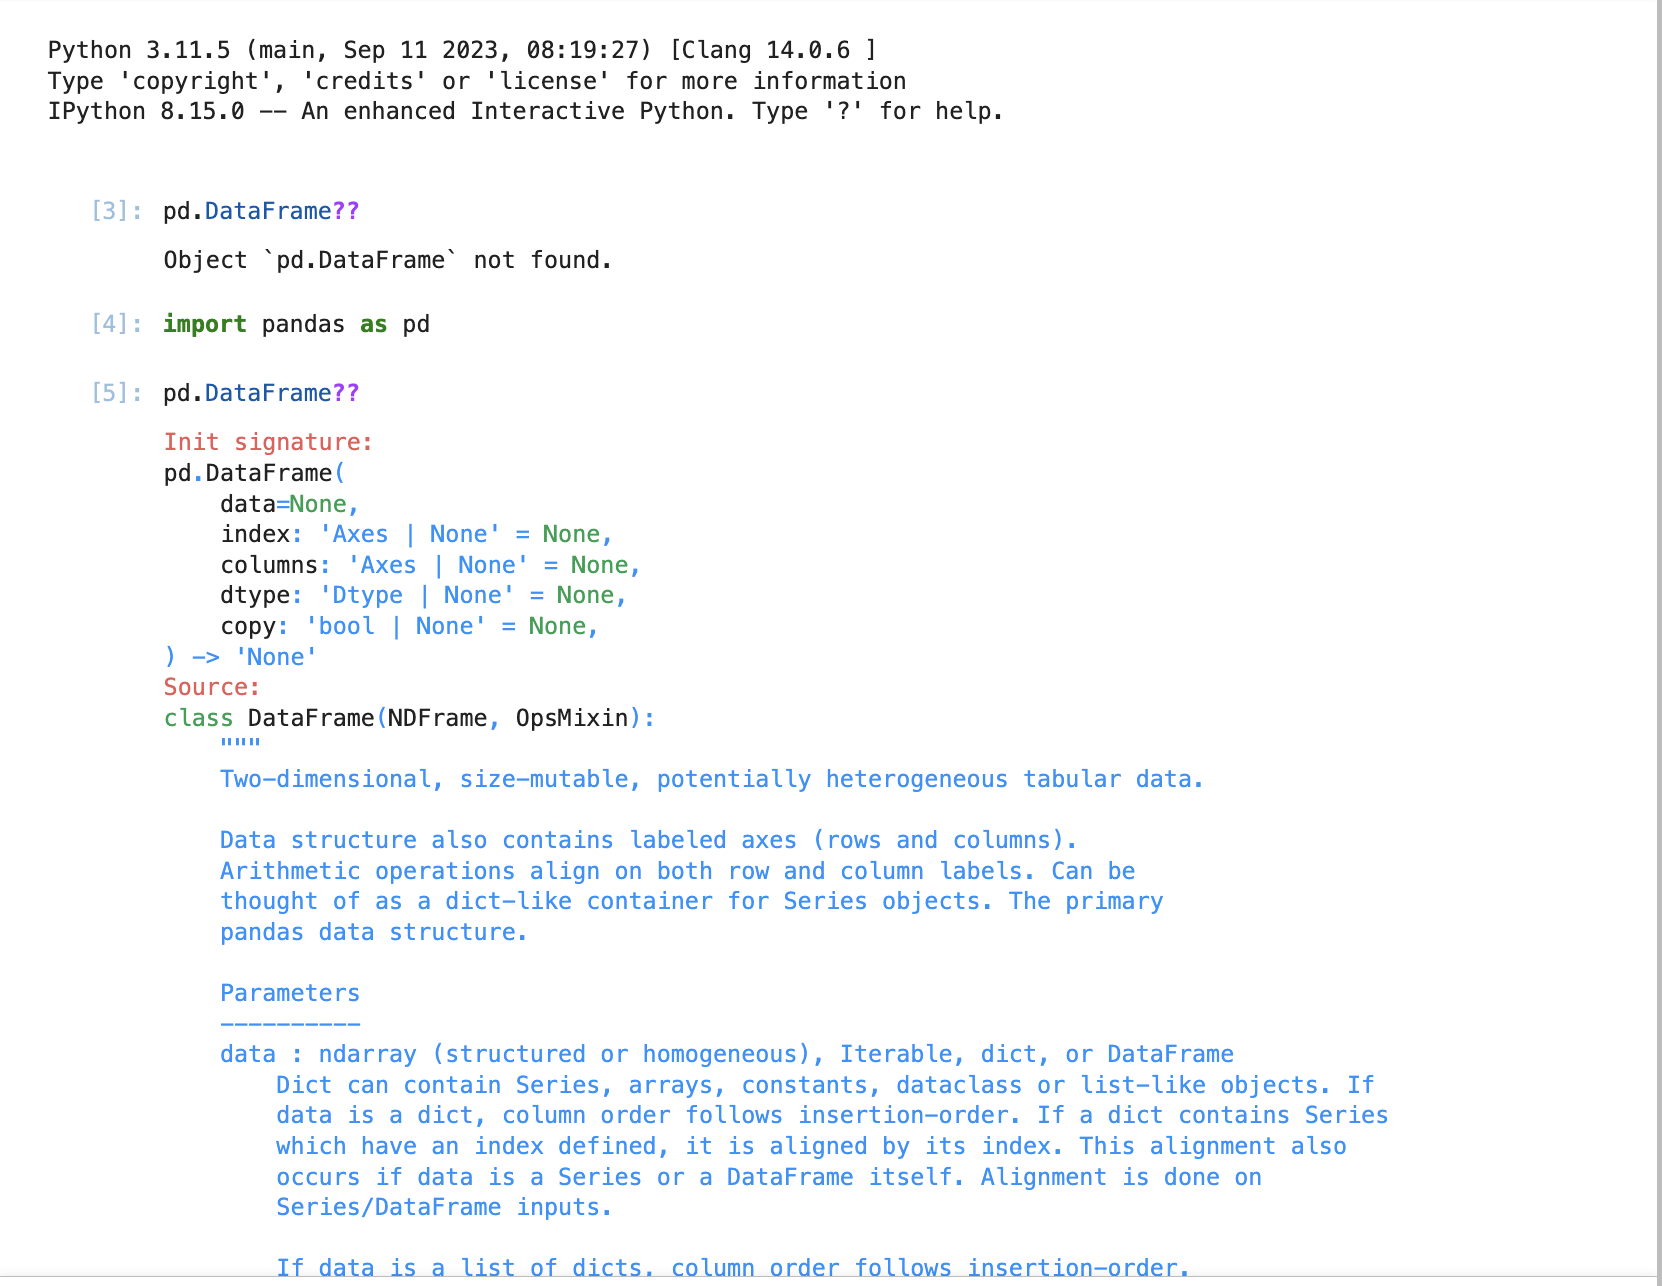 Python 3.11.5 (main, Sep 11 2023, 08:19:27) [Clang 14.0.6 ]
Type 'copyright', 'credits' or 'license' for more information
IPython 8.15.0 -- An enhanced Interactive Python. Type '?' for help.
[3]: pd.DataFrame??
Object `pd.DataFrame` not found.
[4]: import pandas as pd
[5]: pd.DataFrame??
Init signature:
pd.DataFrame(
    data=None,
    index: 'Axes | None' = None,
    columns: 'Axes | None' = None,
    dtype: 'Dtype | None' = None,
    copy: 'bool | None' = None,
) -> 'None'
Source:
class DataFrame(NDFrame, OpsMixin):
    """
    Two-dimensional, size-mutable, potentially heterogeneous tabular data.
    Data structure also contains labeled axes (rows and columns).
    Arithmetic operations align on both row and column labels. Can be
    thought of as a dict-like container for Series objects. The primary
    pandas data structure.
    Parameters
    ----------
    data : ndarray (structured or homogeneous), Iterable, dict, or DataFrame
        Dict can contain Series, arrays, constants, dataclass or list-like objects. If
        data is a dict, column order follows insertion-order. If a dict contains Series
        which have an index defined, it is aligned by its index. This alignment also
        occurs if data is a Series or a DataFrame itself. Alignment is done on
        Series/DataFrame inputs.
        If data is a list of dicts, column order follows insertion-order.